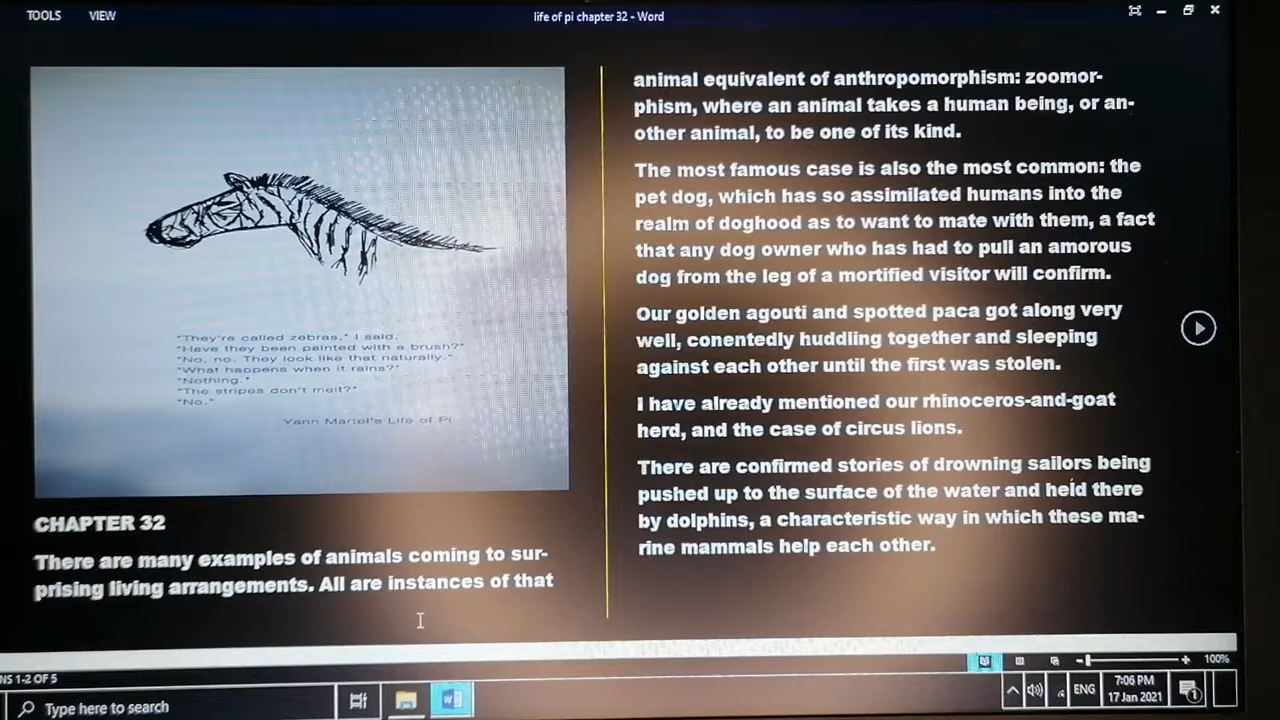 TOOLS VIEW
life of pi chapter 32 - Word
"They're called zebras," I said.
"Have they been painted with a brush?"
"No, no. They look like that naturally."
"What happens when it rains?"
"Nothing."
"The stripes don't melt?"
"No."
Yann Martel's Life of Pi
CHAPTER 32
There are many examples of animals coming to sur-
prising living arrangements. All are instances of that
animal equivalent of anthropomorphism: zoomor-
phism, where an animal takes a human being, or an-
other animal, to be one of its kind.
The most famous case is also the most common: the
pet dog, which has so assimilated humans into the
realm of doghood as to want to mate with them, a fact
that any dog owner who has had to pull an amorous
dog from the leg of a mortified visitor will confirm.
Our golden agouti and spotted paca got along very
well, conentedly huddling together and sleeping
against each other until the first was stolen.
I have already mentioned our rhinoceros-and-goat
herd, and the case of circus lions.
There are confirmed stories of drowning sailors being
pushed up to the surface of the water and held there
by dolphins, a characteristic way in which these ma-
rine mammals help each other.
NS 1-2 OF 5
100%
Type here to search
ENG
7:06 PM
17 Jan 2021
1